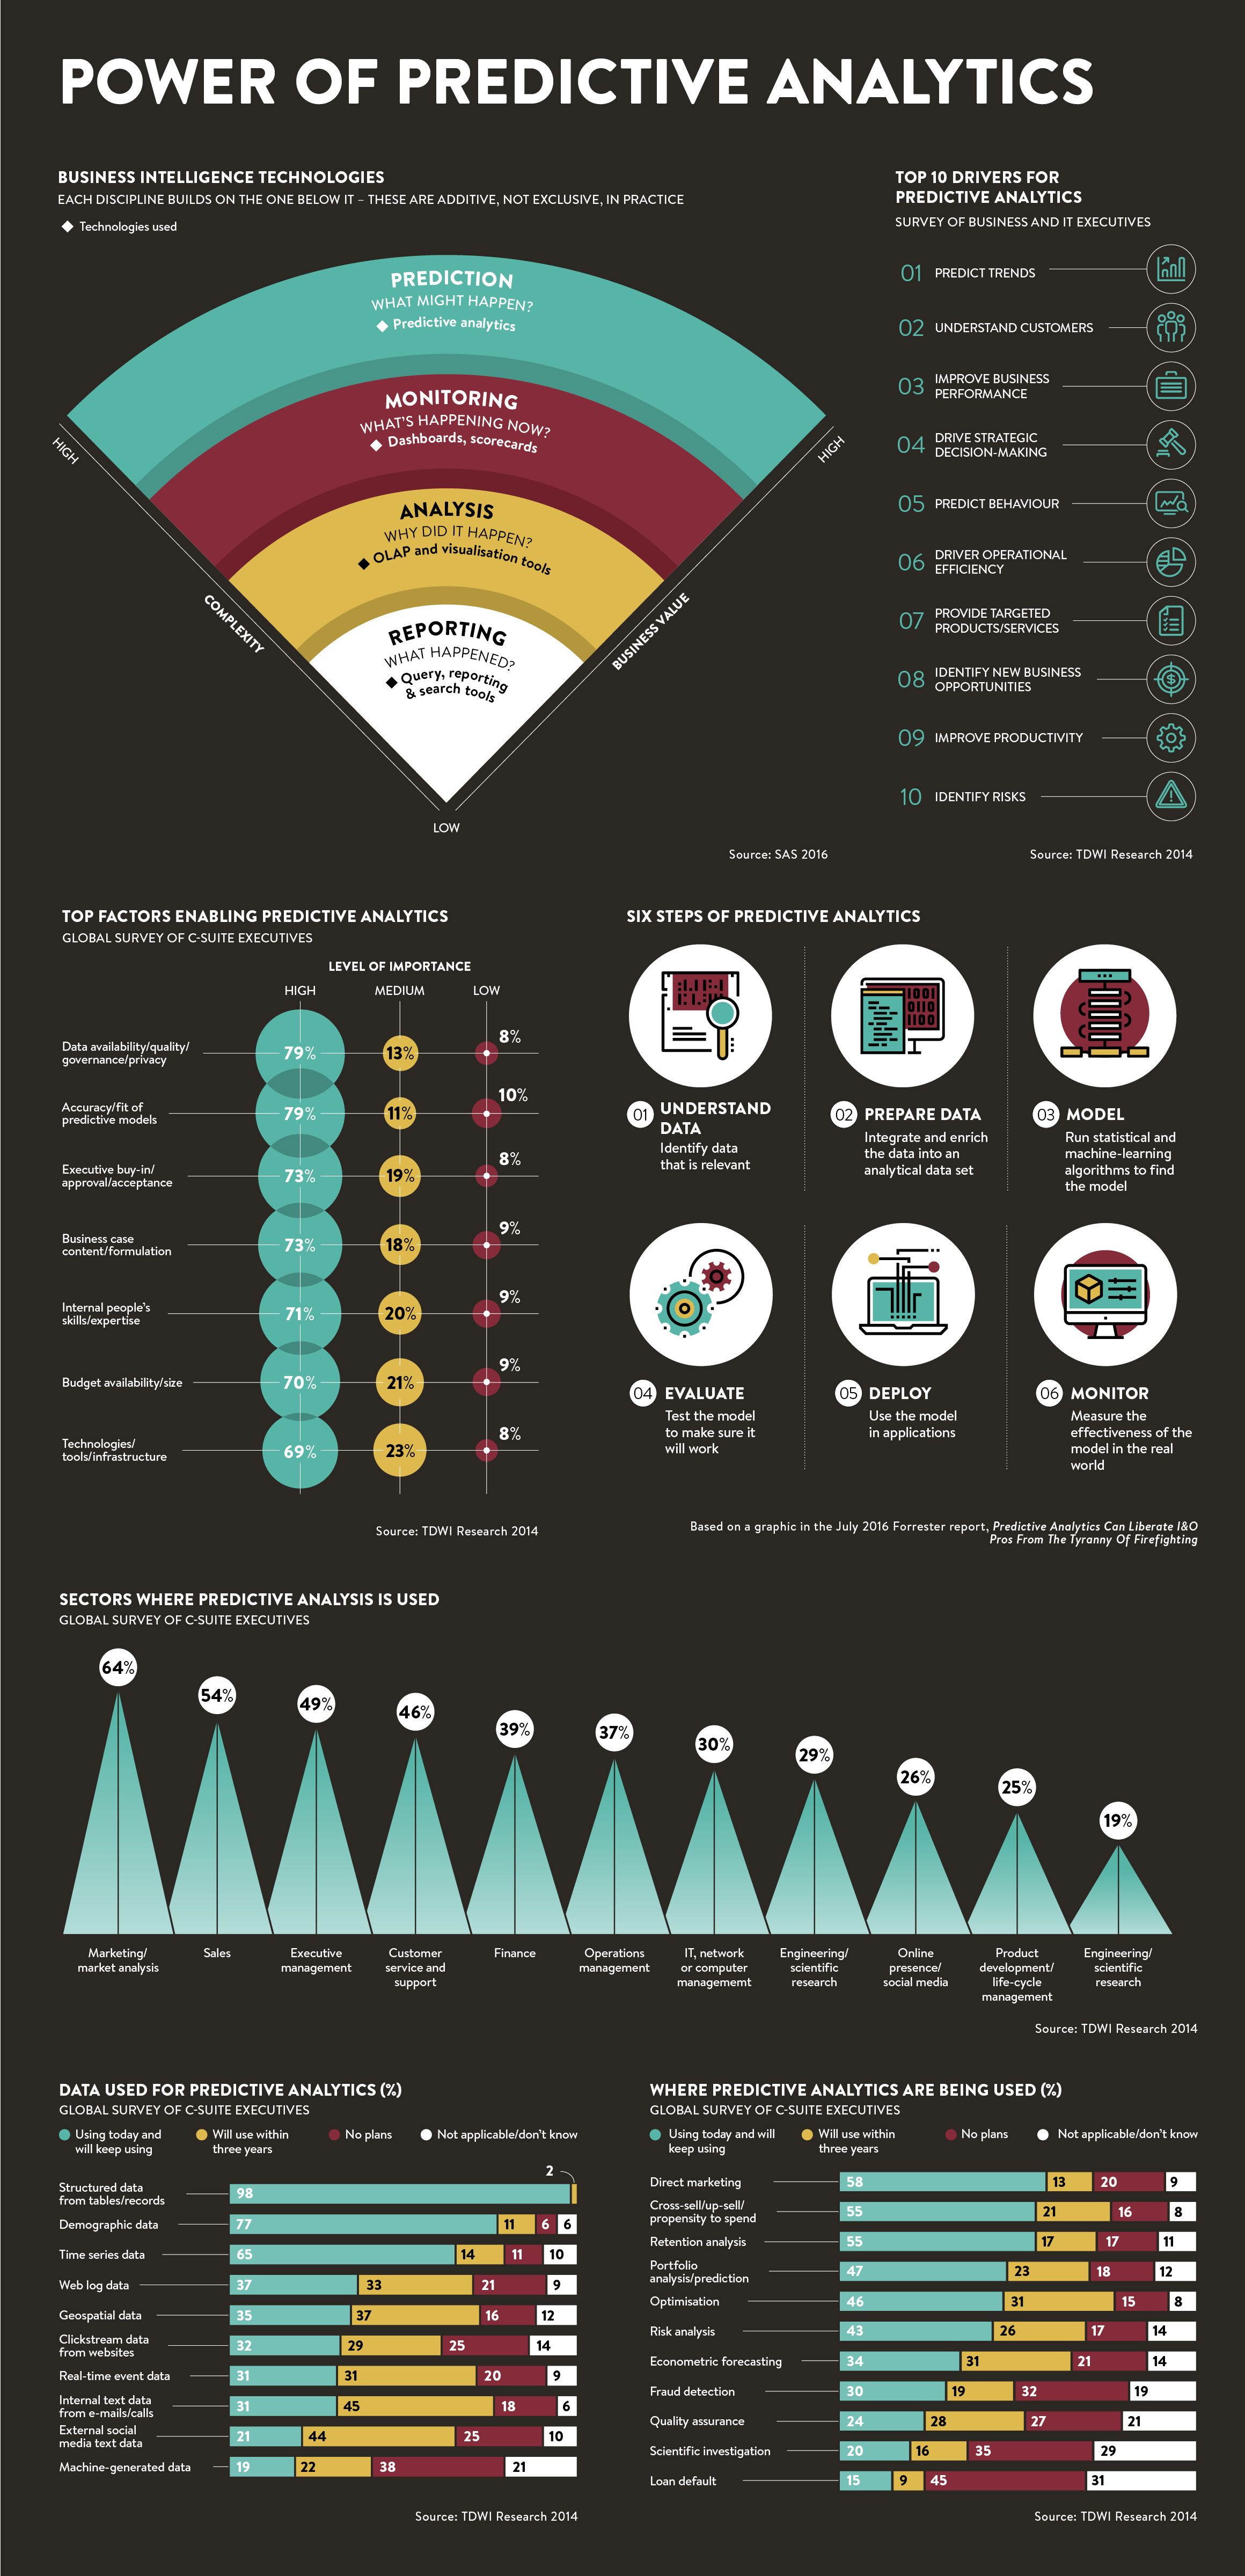 POWER OF PREDICTIVE ANALYTICS
BUSINESS INTELLIGENCE TECHNOLOGIES
EACH DISCIPLINE BUILDS ON THE ONE BELOW IT – THESE ARE ADDITIVE, NOT EXCLUSIVE, IN PRACTICE
Technologies used
PREDICTION
WHAT MIGHT HAPPEN?
Predictive analytics
MONITORING
WHAT'S HAPPENING NOW?
Dashboards, scorecards
ANALYSIS
WHY DID IT HAPPEN?
OLAP and visualisation tools
REPORTING
WHAT HAPPENED?
Query, reporting
& search tools
HIGH
HIGH
COMPLEXITY
BUSINESS VALUE
LOW
Source: SAS 2016
TOP 10 DRIVERS FOR
PREDICTIVE ANALYTICS
SURVEY OF BUSINESS AND IT EXECUTIVES
01 PREDICT TRENDS
02 UNDERSTAND CUSTOMERS
03 IMPROVE BUSINESS
PERFORMANCE
04 DRIVE STRATEGIC
DECISION-MAKING
05 PREDICT BEHAVIOUR
06 DRIVER OPERATIONAL
EFFICIENCY
07 PROVIDE TARGETED
PRODUCTS/SERVICES
08 IDENTIFY NEW BUSINESS
OPPORTUNITIES
$
09 IMPROVE PRODUCTIVITY
10 IDENTIFY RISKS
!
Source: TDWI Research 2014
TOP FACTORS ENABLING PREDICTIVE ANALYTICS
GLOBAL SURVEY OF C-SUITE EXECUTIVES
LEVEL OF IMPORTANCE
HIGH MEDIUM LOW
Data availability/quality/
governance/privacy
79% 13% 8%
Accuracy/fit of
predictive models
79% 11% 10%
Executive buy-in/
approval/acceptance
73% 19% 8%
Business case
content/formulation
73% 18% 9%
Internal people's
skills/expertise
71% 20% 9%
Budget availability/size
70% 21% 9%
Technologies/
tools/infrastructure
69% 23% 8%
Source: TDWI Research 2014
SIX STEPS OF PREDICTIVE ANALYTICS
01 UNDERSTAND
DATA
Identify data
that is relevant
1001
0110
1100
02 PREPARE DATA
Integrate and enrich
the data into an
analytical data set
03 MODEL
Run statistical and
machine-learning
algorithms to find
the model
04 EVALUATE
Test the model
to make sure it
will work
05 DEPLOY
Use the model
in applications
06 MONITOR
Measure the
effectiveness of the
model in the real
world
Based on a graphic in the July 2016 Forrester report, Predictive Analytics Can Liberate I&O
Pros From The Tyranny Of Firefighting
SECTORS WHERE PREDICTIVE ANALYSIS IS USED
GLOBAL SURVEY OF C-SUITE EXECUTIVES
64%
54%
49%
46%
39%
37%
30%
29%
26%
25%
19%
Marketing/
market analysis
Sales
Executive
management
Customer
service and
support
Finance
Operations
management
IT, network
or computer
managememt
Engineering/
scientific
research
Online
presence/
social media
Product
development/
life-cycle
management
Engineering/
scientific
research
Source: TDWI Research 2014
DATA USED FOR PREDICTIVE ANALYTICS (%)
GLOBAL SURVEY OF C-SUITE EXECUTIVES
Using today and
will keep using
Will use within
three years
No plans
Not applicable/don't know
Structured data
from tables/records
98 2
Demographic data 77 11 6 6
Time series data 65 14 11 10
Web log data 37 33 21 9
Geospatial data 35 37 16 12
Clickstream data
from websites
32 29 25 14
Real-time event data 31 31 20 9
Internal text data
from e-mails/calls
31 45 18 6
External social
media text data
21 44 25 10
Machine-generated data 19 22 38 21
Source: TDWI Research 2014
WHERE PREDICTIVE ANALYTICS ARE BEING USED (%)
GLOBAL SURVEY OF C-SUITE EXECUTIVES
Using today and will
keep using
Will use within
three years
No plans
Not applicable/don't know
Direct marketing 58 13 20 9
Cross-sell/up-sell/
propensity to spend
55 21 16 8
Retention analysis 55 17 17 11
Portfolio
analysis/prediction
47 23 18 12
Optimisation 46 31 15 8
Risk analysis 43 26 17 14
Econometric forecasting 34 31 21 14
Fraud detection 30 19 32 19
Quality assurance 24 28 27 21
Scientific investigation 20 16 35 29
Loan default 15 9 45 31
Source: TDWI Research 2014